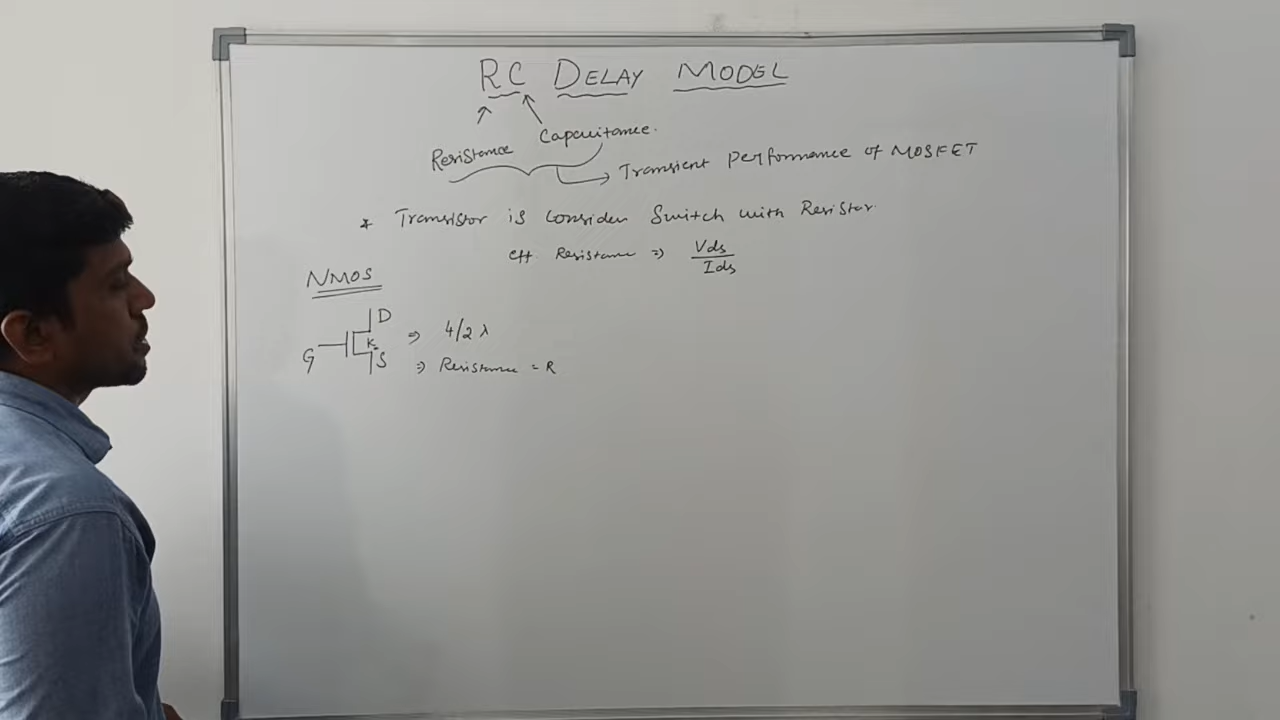 RC DELAY MODEL
Capacitance.
Resistance
Transient performance of MOSFET
* Transistor is consider Switch with Resistor.
eff Resistance => Vds
Ids
NMOS
D
G K S
=> 4/2 λ
=> Resistance = R